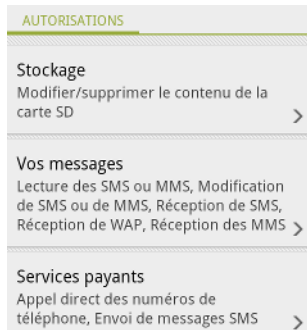 AUTORISATIONS
Stockage
Modifier/supprimer le contenu de la
carte SD
Vos messages
Lecture des SMS ou MMS, Modification
de SMS ou de MMS, Réception de SMS,
Réception de WAP, Réception des MMS
Services payants
Appel direct des numéros de
téléphone, Envoi de messages SMS